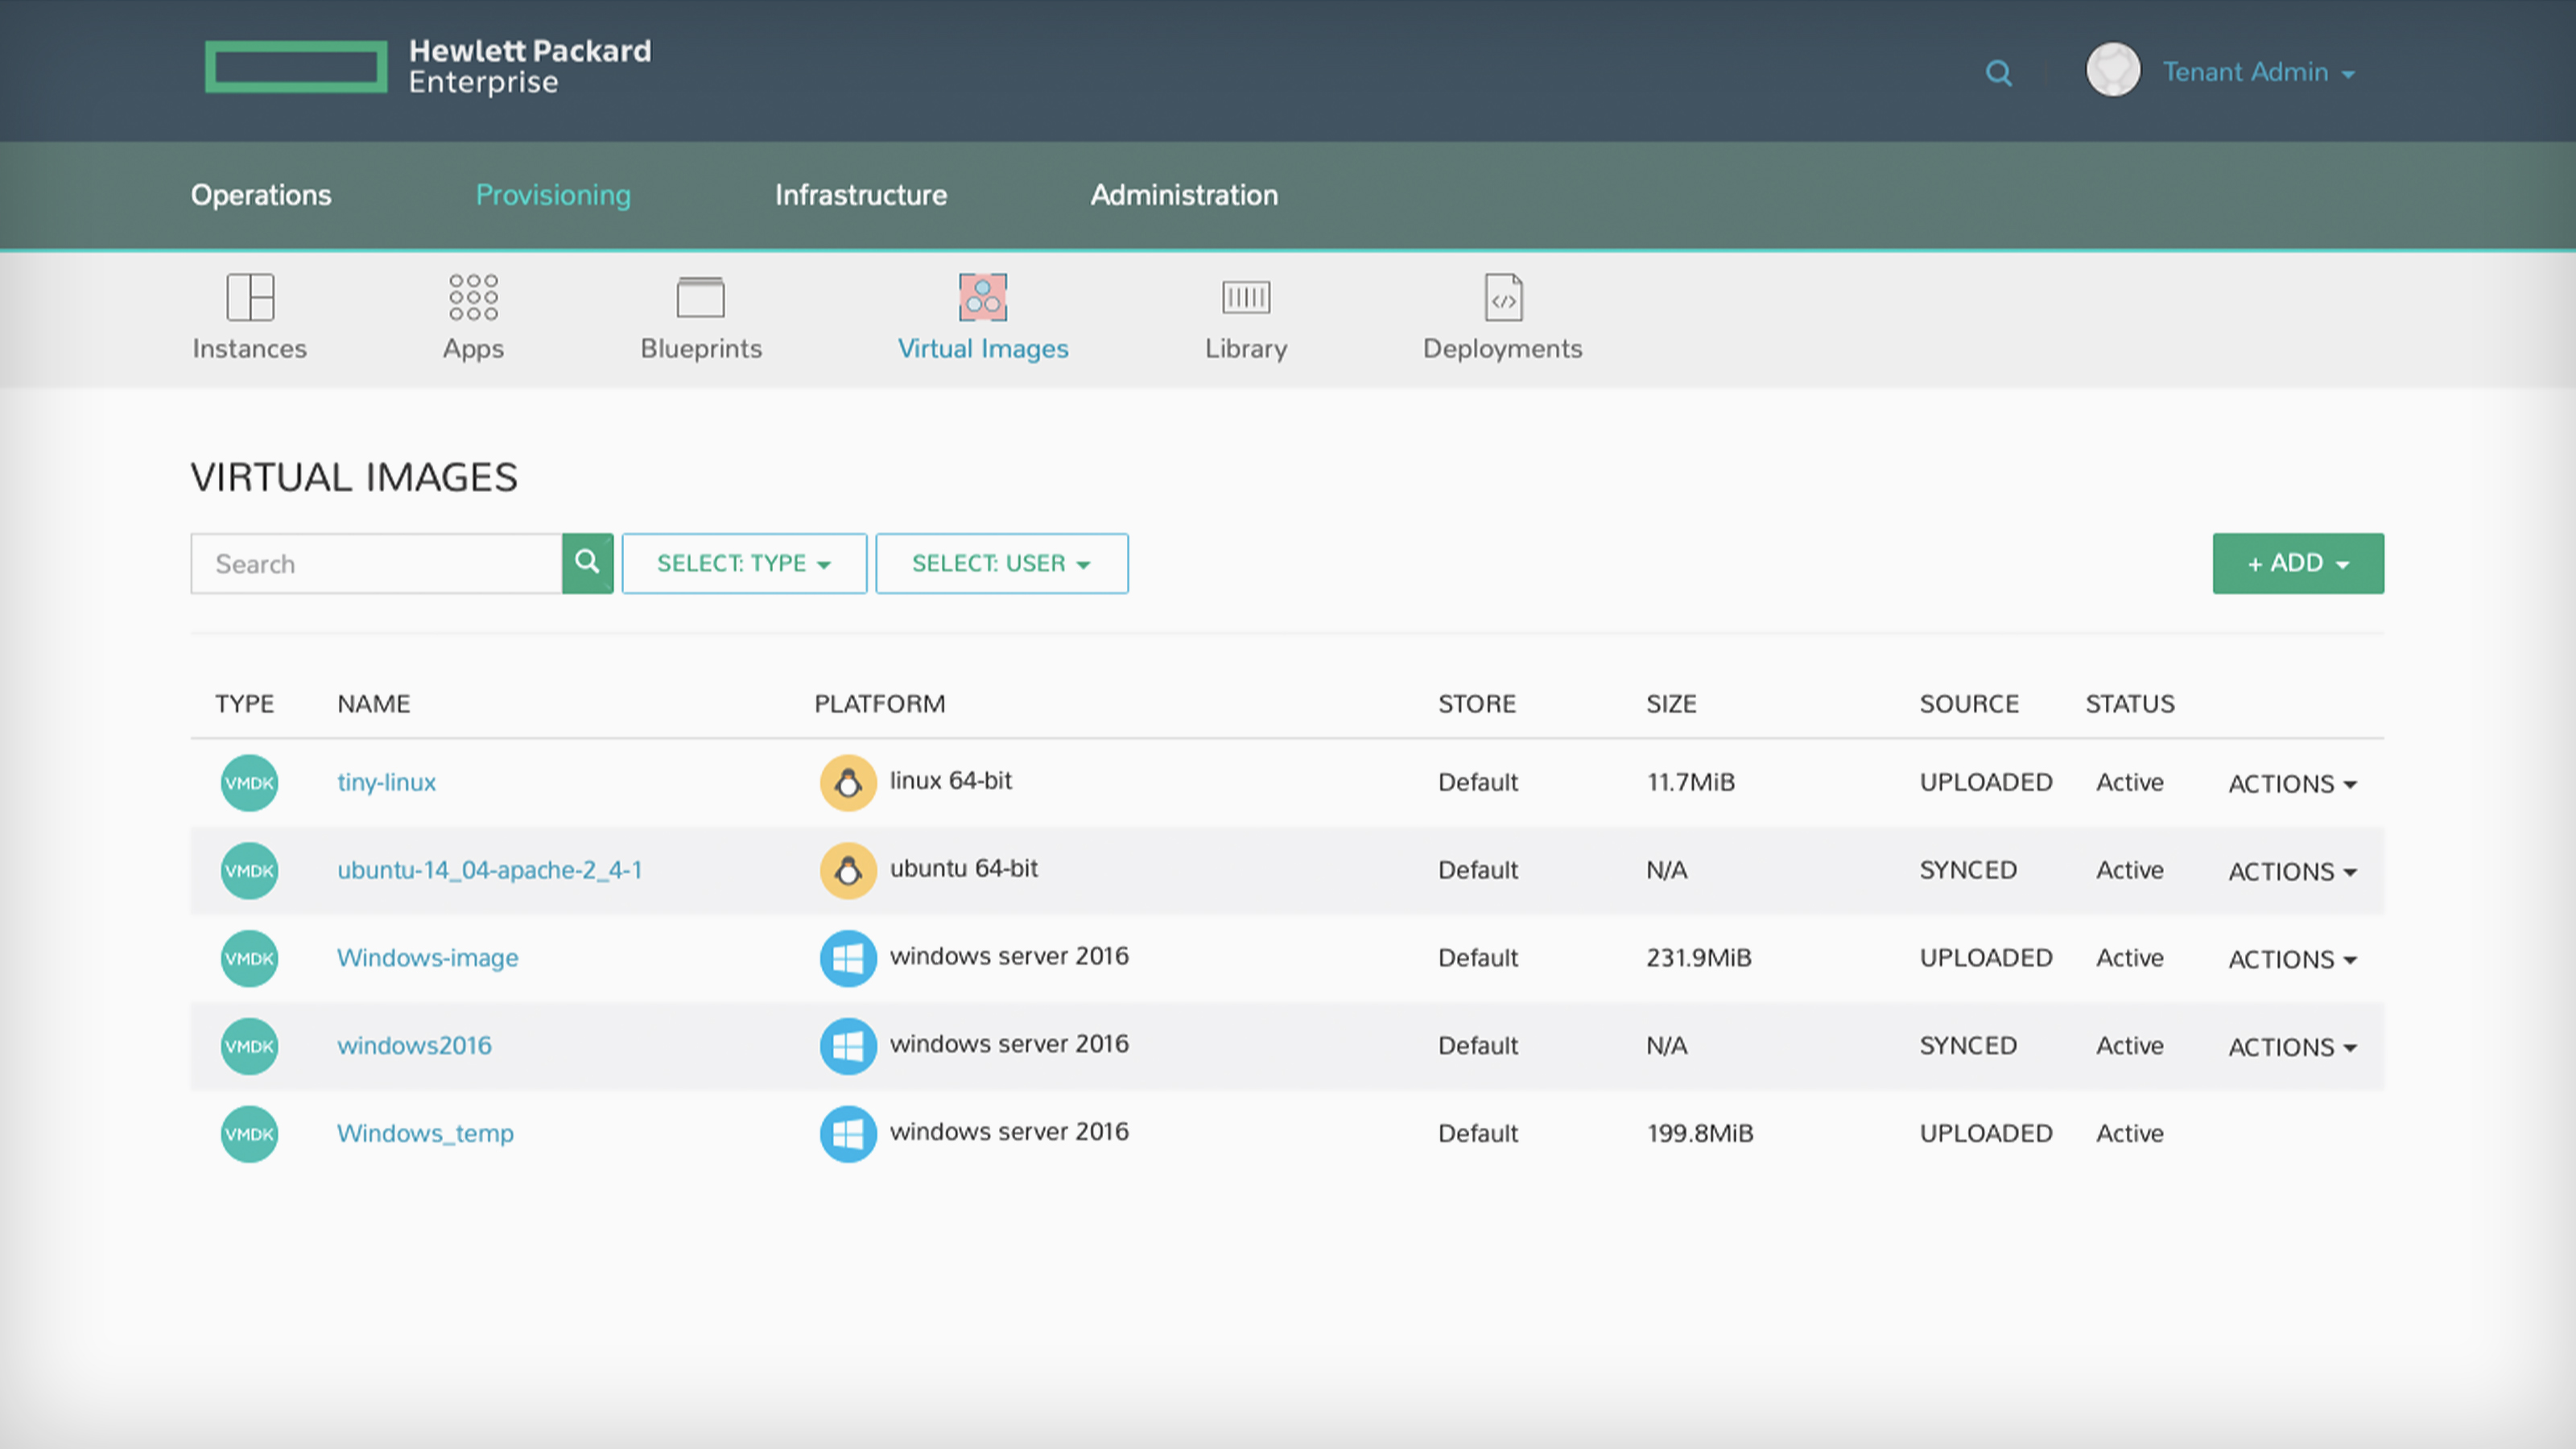 Hewlett Packard
Enterprise
Tenant Admin
Operations Provisioning Infrastructure Administration
Instances Apps Blueprints Virtual Images Library Deployments
VIRTUAL IMAGES
Search SELECT: TYPE SELECT: USER + ADD
TYPE NAME PLATFORM STORE SIZE SOURCE STATUS
VMDK tiny-linux linux 64-bit Default 11.7MiB UPLOADED Active ACTIONS
VMDK ubuntu-14_04-apache-2_4-1 ubuntu 64-bit Default N/A SYNCED Active ACTIONS
VMDK Windows-image windows server 2016 Default 231.9MiB UPLOADED Active ACTIONS
VMDK windows2016 windows server 2016 Default N/A SYNCED Active ACTIONS
VMDK Windows_temp windows server 2016 Default 199.8MiB UPLOADED Active